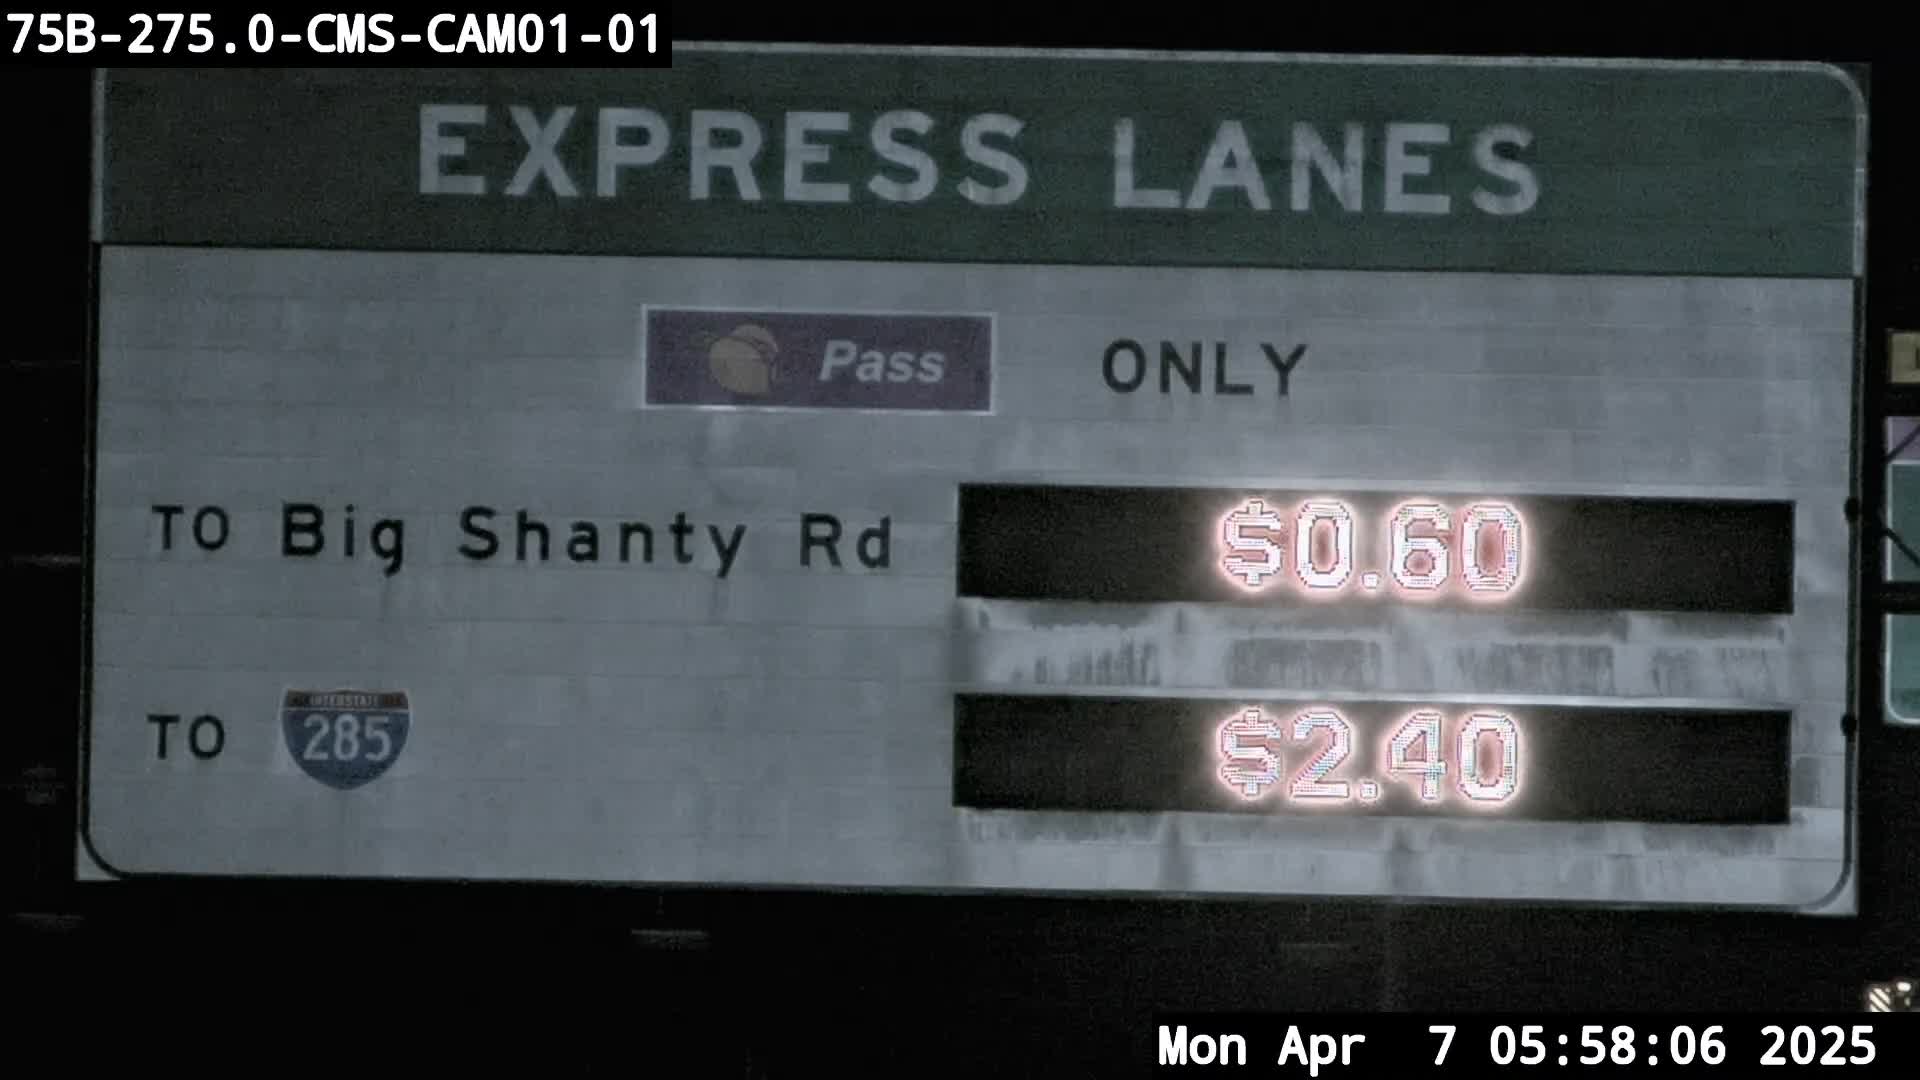 75B-275.0-CMS-CAM01-01
EXPRESS LANES
Pass ONLY
TO Big Shanty Rd $0.60
INTERSTATE
TO 285 $2.40
Mon Apr 7 05:58:06 2025